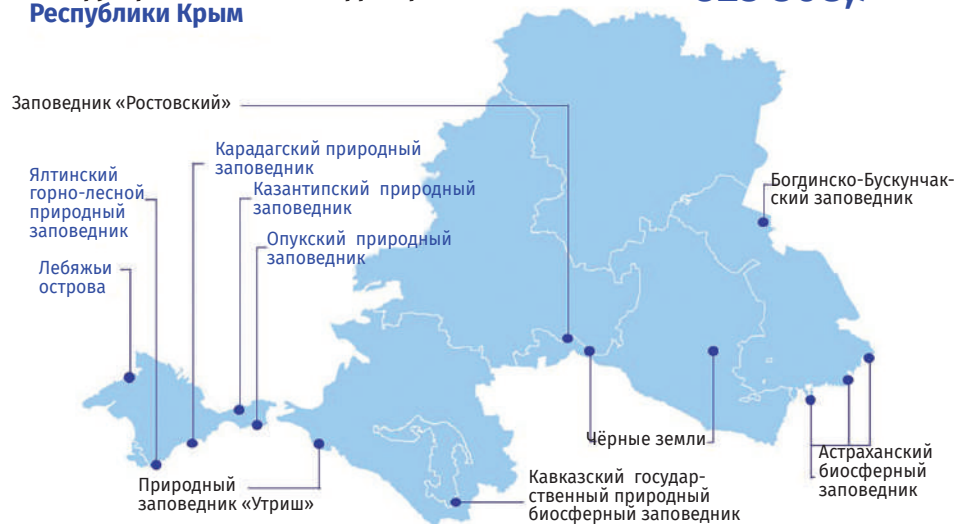 Республики Крым
Заповедник «Ростовский»
Карадагский природный
заповедник
Ялтинский
горно-лесной
природный
заповедник
Казантипский природный
заповедник
Опукский природный
заповедник
Лебяжьи
острова
Богдинско-Бускунчак-
ский заповедник
Чёрные земли
Астраханский
биосферный
заповедник
Природный
заповедник «Утриш»
Кавказский государ-
ственный природный
биосферный заповедник